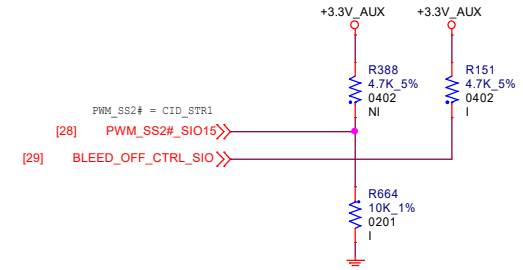 +3.3V_AUX
+3.3V_AUX
R388
4.7K_5%
0402
NI
R151
4.7K_5%
0402
I
PWM_SS2# = CID_STR1
[28] PWM_SS2#_SIO15
[29] BLEED_OFF_CTRL_SIO
R664
10K_1%
0201
I